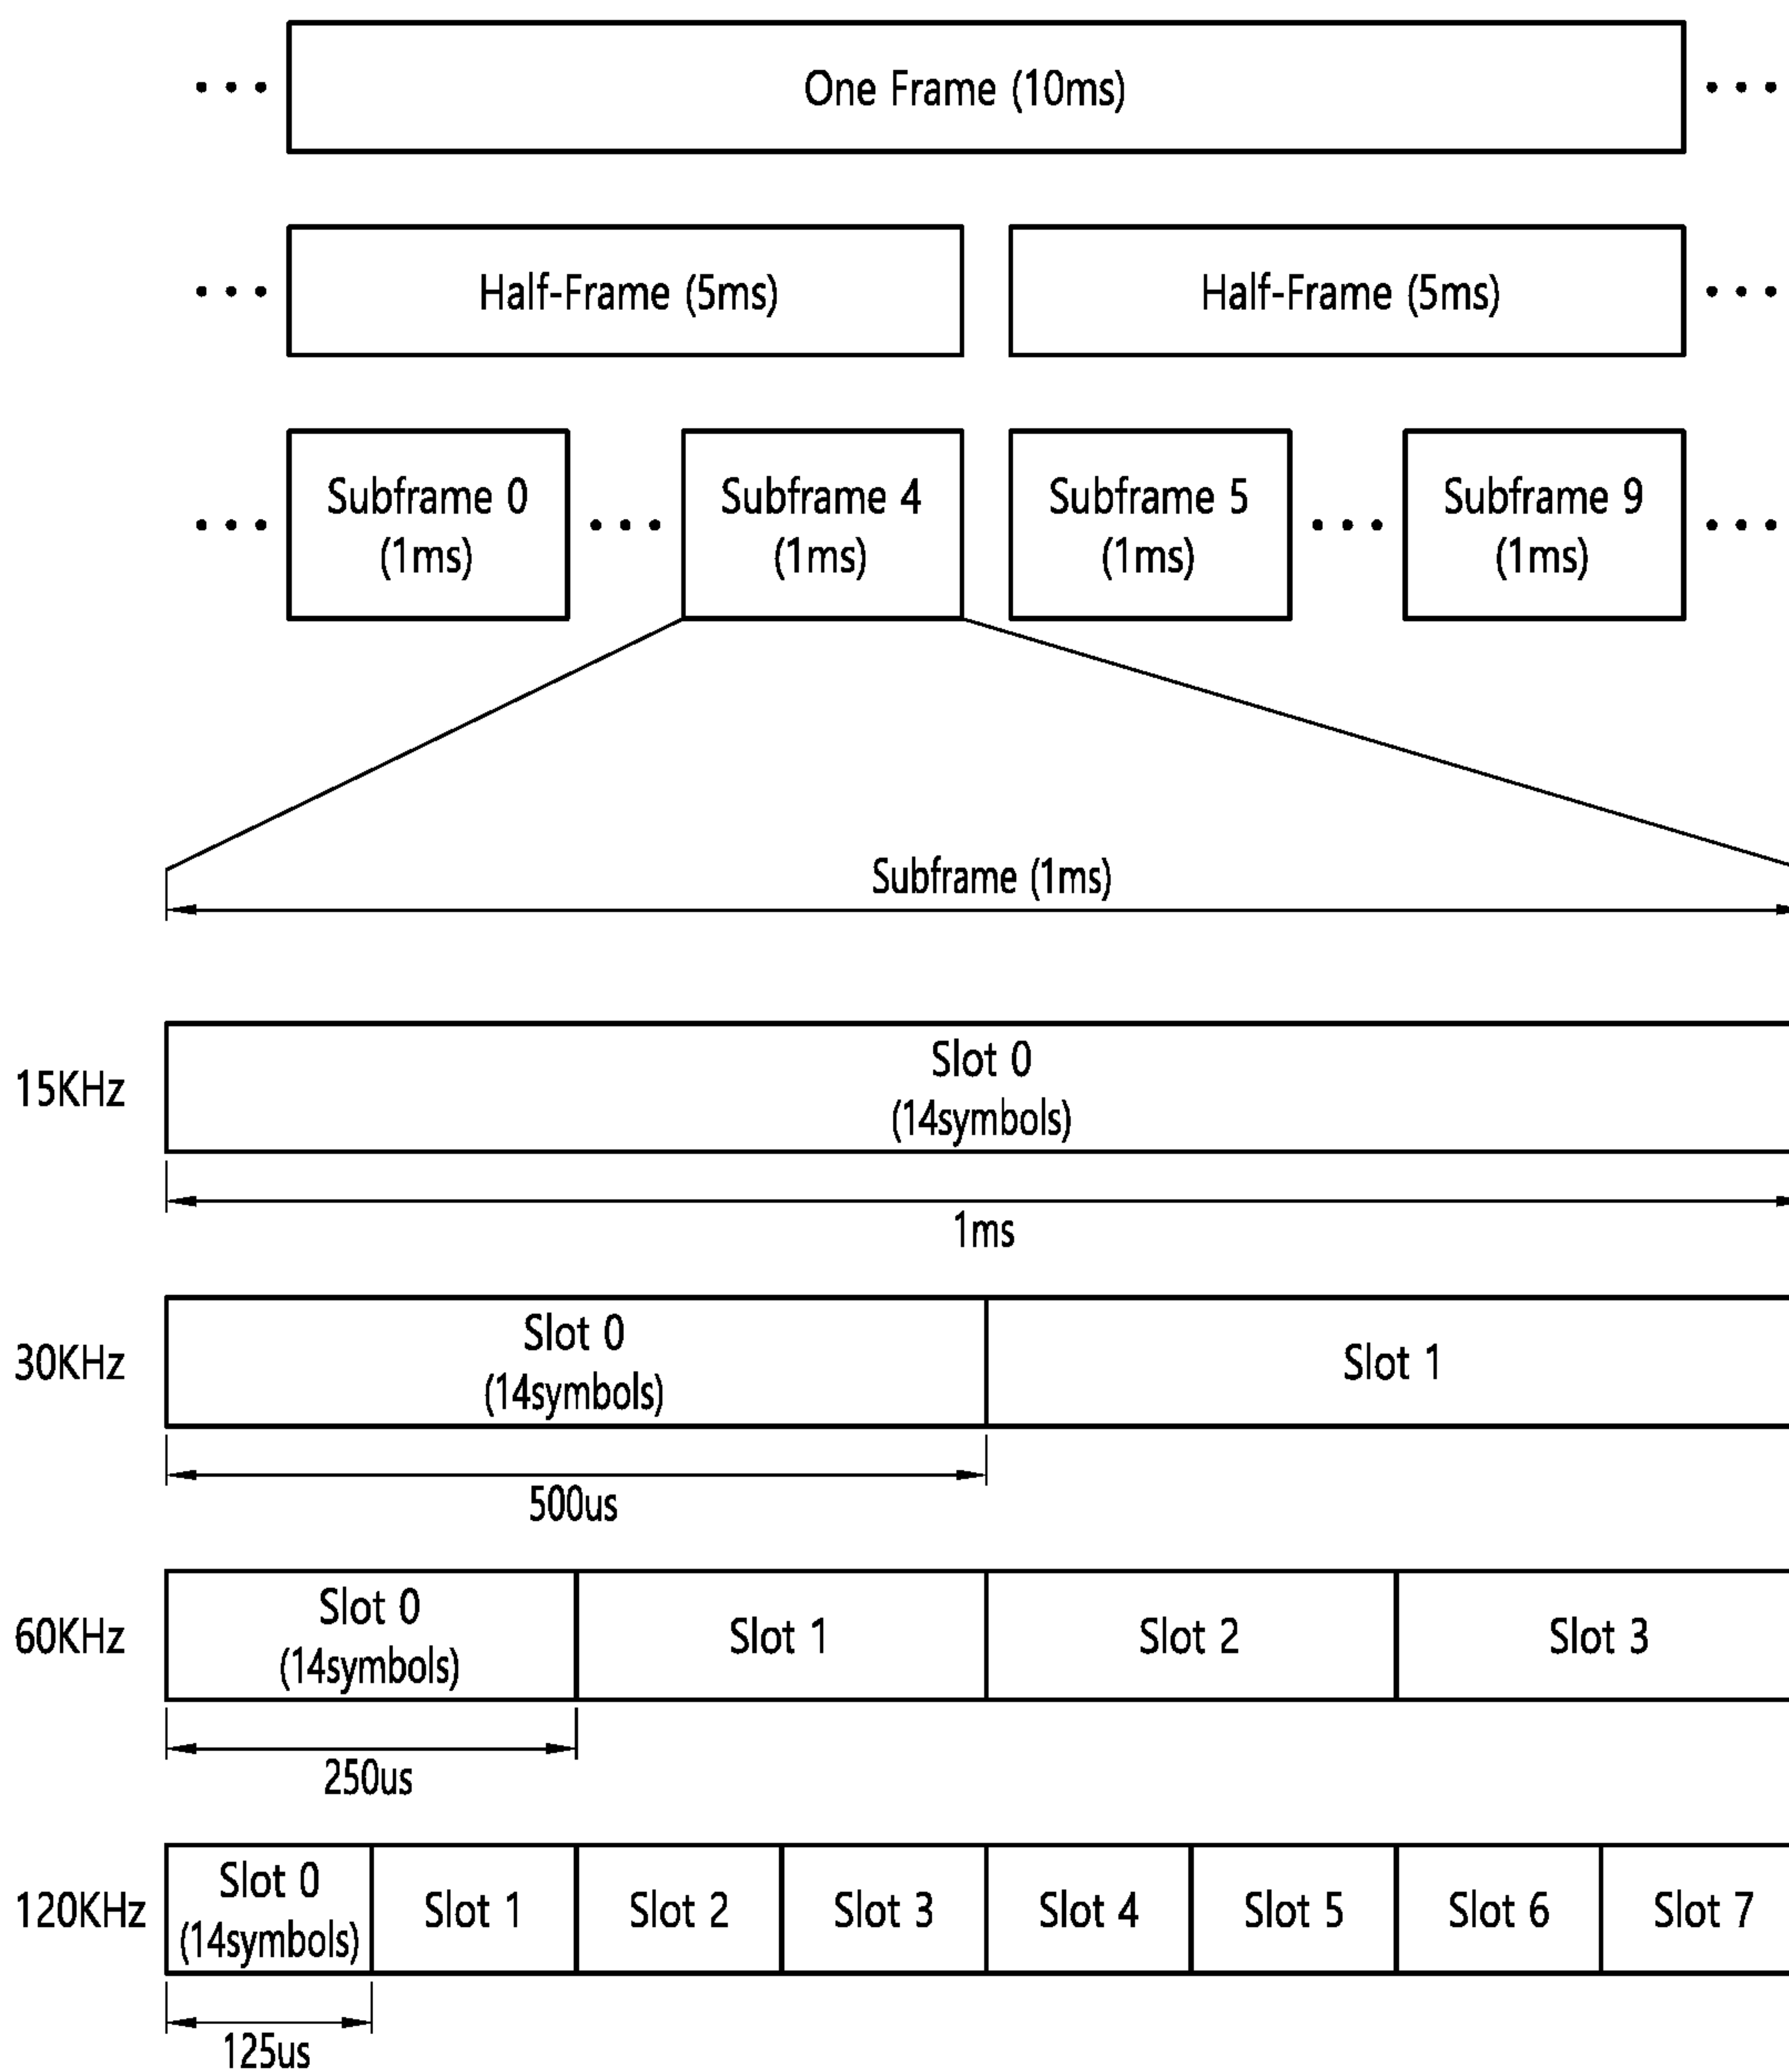 One Frame (10ms)
Half-Frame (5ms)
Half-Frame (5ms)
Subframe 0
(1ms)
Subframe 4
(1ms)
Subframe 5
(1ms)
Subframe 9
(1ms)
Subframe (1ms)
15KHz
Slot 0
(14symbols)
1ms
30KHz
Slot 0
(14symbols)
Slot 1
500us
60KHz
Slot 0
(14symbols)
Slot 1
Slot 2
Slot 3
250us
120KHz
Slot 0
(14symbols)
Slot 1
Slot 2
Slot 3
Slot 4
Slot 5
Slot 6
Slot 7
125us